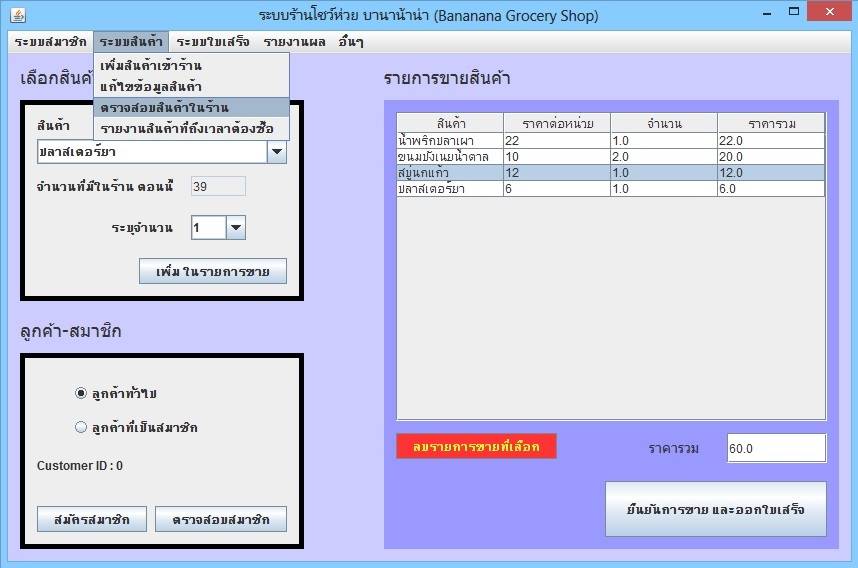 ระบบร้านโชว์ห่วย บานาน้าน่า (Bananana Grocery Shop)
ระบบสมาชิก ระบบสินค้า ระบบใบเสร็จ รายงานผล อื่นๆ
เพิ่มสินค้าเข้าร้าน
แก้ไขข้อมูลสินค้า
ตรวจสอบสินค้าในร้าน
รายงานสินค้าที่ถึงเวลาต้องซื้อ
เลือกสินค้า
สินค้า
ปลาสเตอร์ยา
จำนวนที่มีในร้าน ตอนนี้ 39
ระบุจำนวน 1
เพิ่ม ในรายการขาย
ลูกค้า-สมาชิก
ลูกค้าทั่วไป
ลูกค้าที่เป็นสมาชิก
Customer ID : 0
สมัครสมาชิก ตรวจสอบสมาชิก
รายการขายสินค้า
สินค้า ราคาต่อหน่วย จำนวน ราคารวม
น้ำพริกปลาเผา 22 1.0 22.0
ขนมปังเนยน้ำตาล 10 2.0 20.0
สบู่นกแก้ว 12 1.0 12.0
ปลาสเตอร์ยา 6 1.0 6.0
ลบรายการขายที่เลือก ราคารวม 60.0
ยืนยันการขาย และออกใบเสร็จ